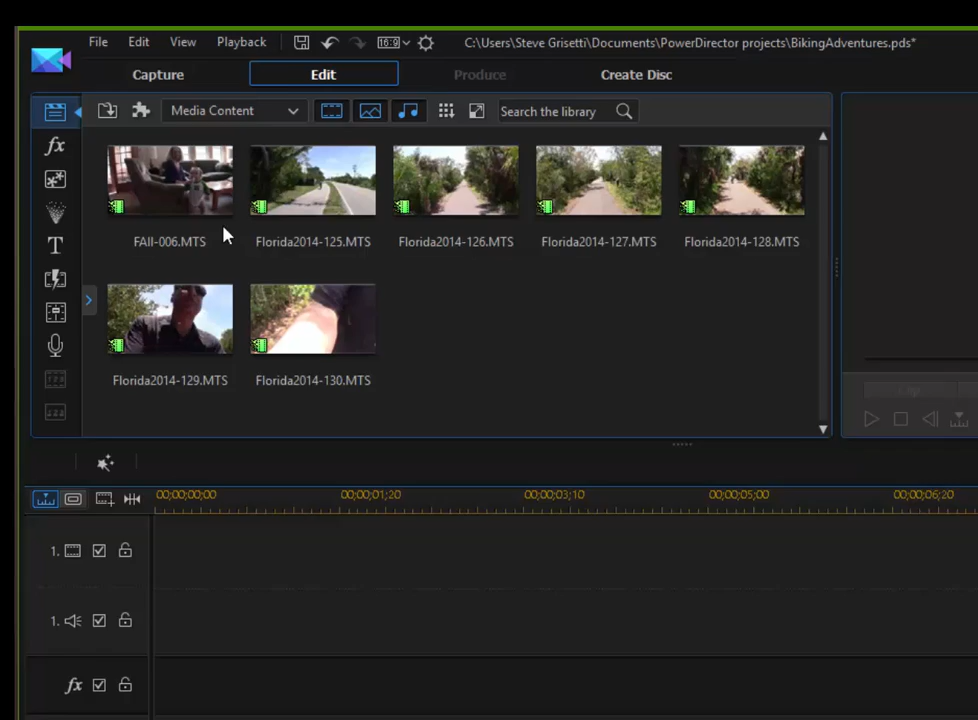 File Edit View Playback 16:9 C:\Users\Steve Grisetti\Documents\PowerDirector projects\BikingAdventures.pds*
Capture Edit Produce Create Disc
Media Content Search the library
fx
T
FAII-006.MTS Florida2014-125.MTS Florida2014-126.MTS Florida2014-127.MTS Florida2014-128.MTS
Florida2014-129.MTS Florida2014-130.MTS
00;00;00;00 00;00;01;20 00;00;03;10 00;00;05;00 00;00;06;20
1.
1.
fx